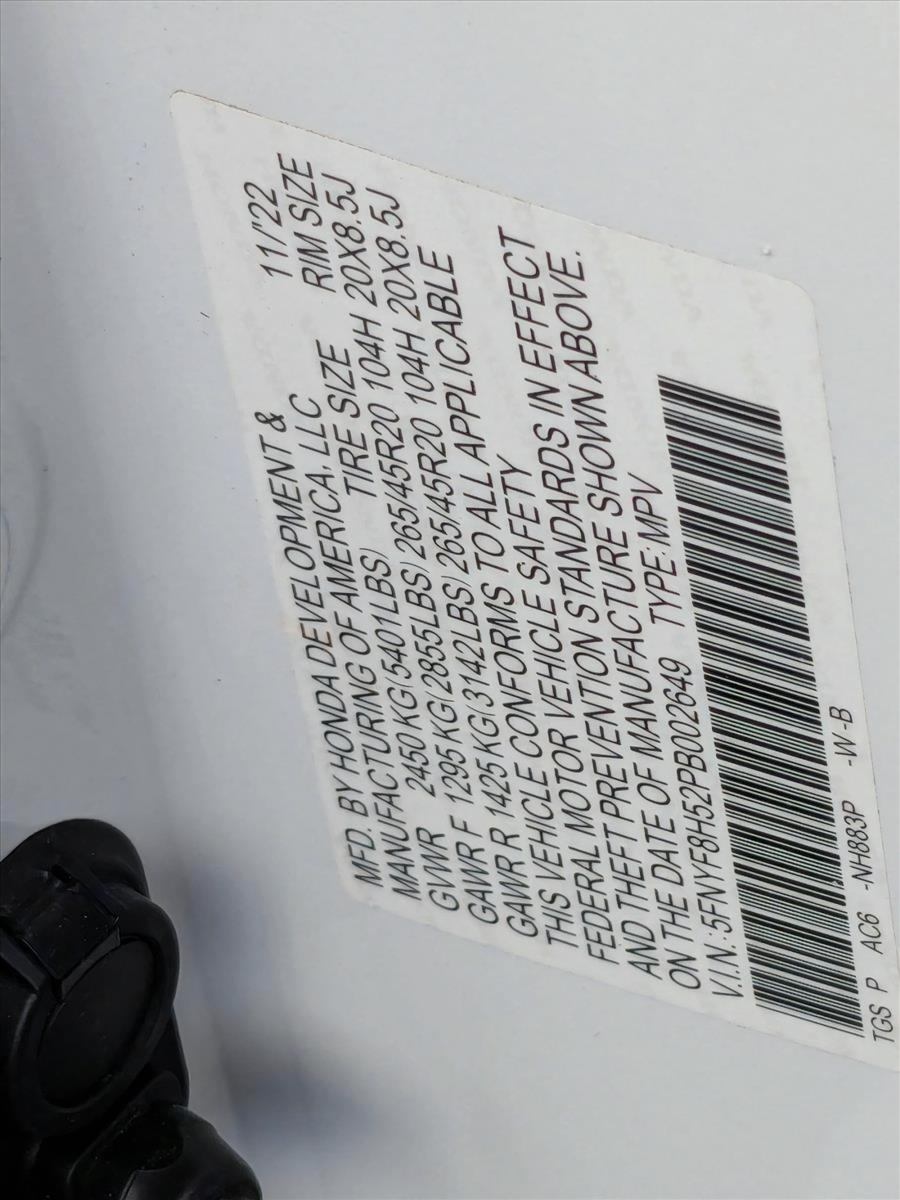 MFD. BY HONDA DEVELOPMENT & 11/'22
MANUFACTURING OF AMERICA, LLC RIM SIZE
GVWR 2450 KG(5401LBS) TIRE SIZE 20X8.5J
GAWR F 1295 KG(2855LBS) 265/45R20 104H 20X8.5J
GAWR R 1425 KG(3142LBS) 265/45R20 104H
THIS VEHICLE CONFORMS TO ALL APPLICABLE
FEDERAL MOTOR VEHICLE SAFETY
AND THEFT PREVENTION STANDARDS IN EFFECT
ON THE DATE OF MANUFACTURE SHOWN ABOVE.
V.I.N.:5FNYF8H52PB002649 TYPE:MPV
TGS P AC6 -NH883P -W-B